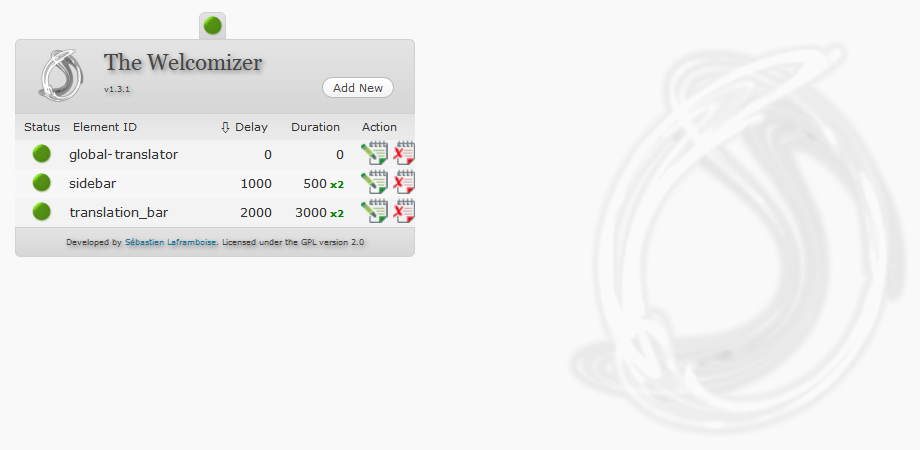 The Welcomizer
v1.3.1
Add New
Status Element ID ⇩ Delay Duration Action
global-translator 0 0
sidebar 1000 500 x2
translation_bar 2000 3000 x2
Developed by Sébastien Laframboise. Licensed under the GPL version 2.0